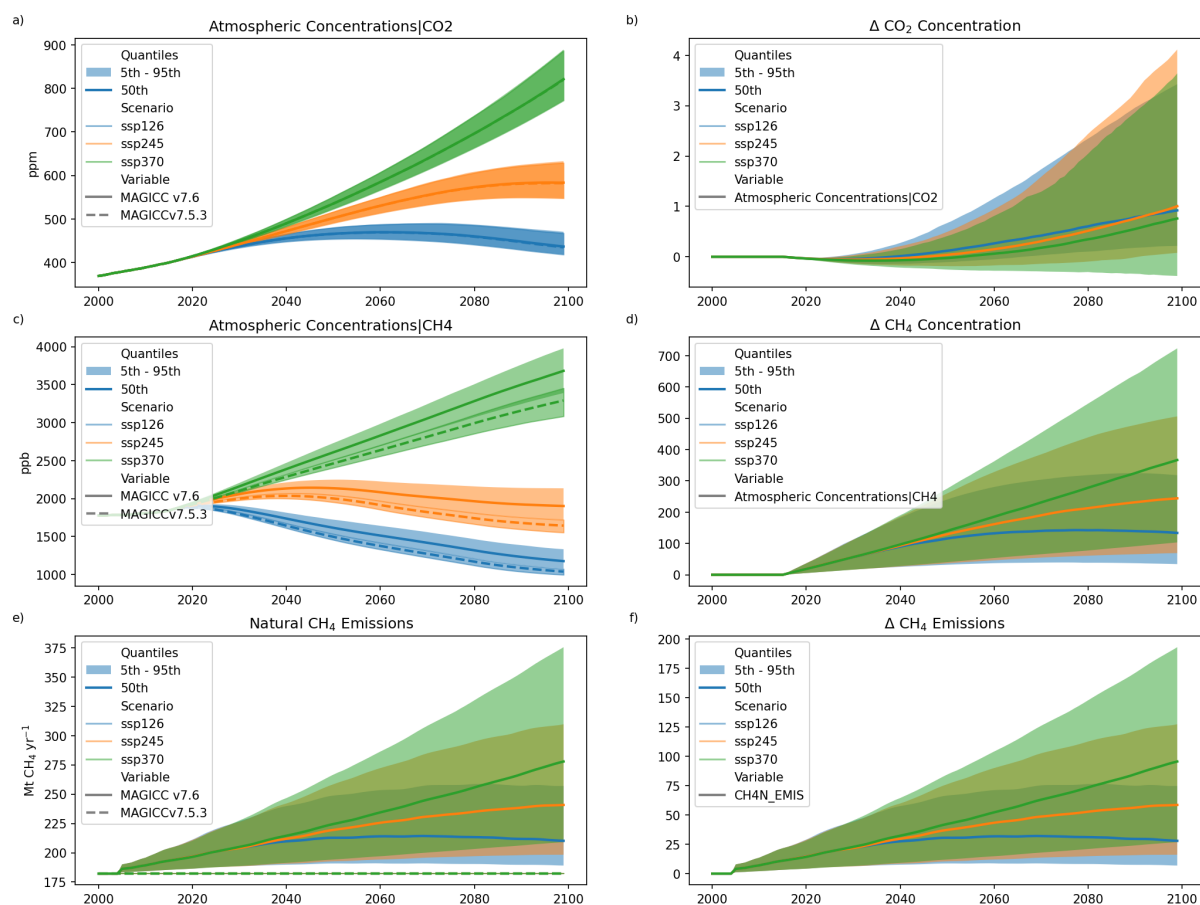 a)
Atmospheric Concentrations|CO2
900
800
700
600
500
400
ppm
Quantiles
5th - 95th
50th
Scenario
ssp126
ssp245
ssp370
Variable
MAGICC v7.6
MAGICCv7.5.3
2000 2020 2040 2060 2080 2100
b)
Δ CO₂ Concentration
4
3
2
1
0
Quantiles
5th - 95th
50th
Scenario
ssp126
ssp245
ssp370
Variable
Atmospheric Concentrations|CO2
2000 2020 2040 2060 2080 2100
c)
Atmospheric Concentrations|CH4
4000
3500
3000
2500
2000
1500
1000
ppb
Quantiles
5th - 95th
50th
Scenario
ssp126
ssp245
ssp370
Variable
MAGICC v7.6
MAGICCv7.5.3
2000 2020 2040 2060 2080 2100
d)
Δ CH₄ Concentration
700
600
500
400
300
200
100
0
Quantiles
5th - 95th
50th
Scenario
ssp126
ssp245
ssp370
Variable
Atmospheric Concentrations|CH4
2000 2020 2040 2060 2080 2100
e)
Natural CH₄ Emissions
375
350
325
300
275
250
225
200
175
Mt CH₄ yr⁻¹
Quantiles
5th - 95th
50th
Scenario
ssp126
ssp245
ssp370
Variable
MAGICC v7.6
MAGICCv7.5.3
2000 2020 2040 2060 2080 2100
f)
Δ CH₄ Emissions
200
175
150
125
100
75
50
25
0
Quantiles
5th - 95th
50th
Scenario
ssp126
ssp245
ssp370
Variable
CH4N_EMIS
2000 2020 2040 2060 2080 2100